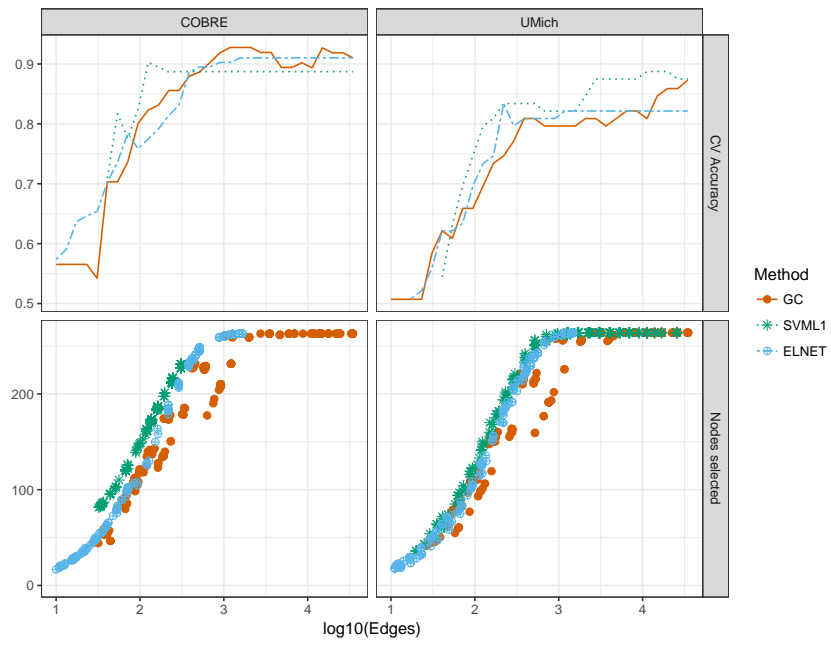 COBRE
UMich
0.9
0.8
0.7
0.6
0.5
CV Accuracy
200
100
0
Nodes selected
1 2 3 4
1 2 3 4
log10(Edges)
Method
GC
SVML1
ELNET